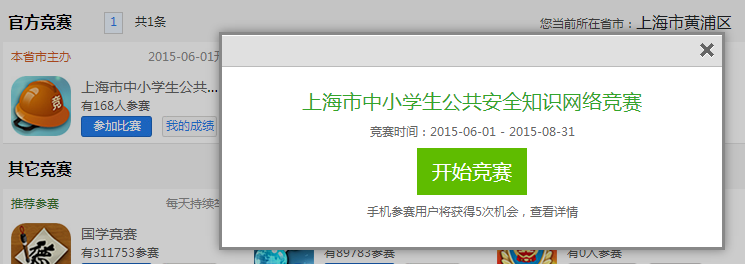 官方竞赛 1 共1条 您当前所在省市：上海市黄浦区
本省市主办 2015-06-01开
上海市中小学生公共...
有168人参赛
参加比赛 我的成绩
上海市中小学生公共安全知识网络竞赛
竞赛时间：2015-06-01 - 2015-08-31
开始竞赛
手机参赛用户将获得5次机会，查看详情
其它竞赛
推荐参赛 每天持续
国学竞赛
有311753人参赛 有89783人参赛 有0人参赛